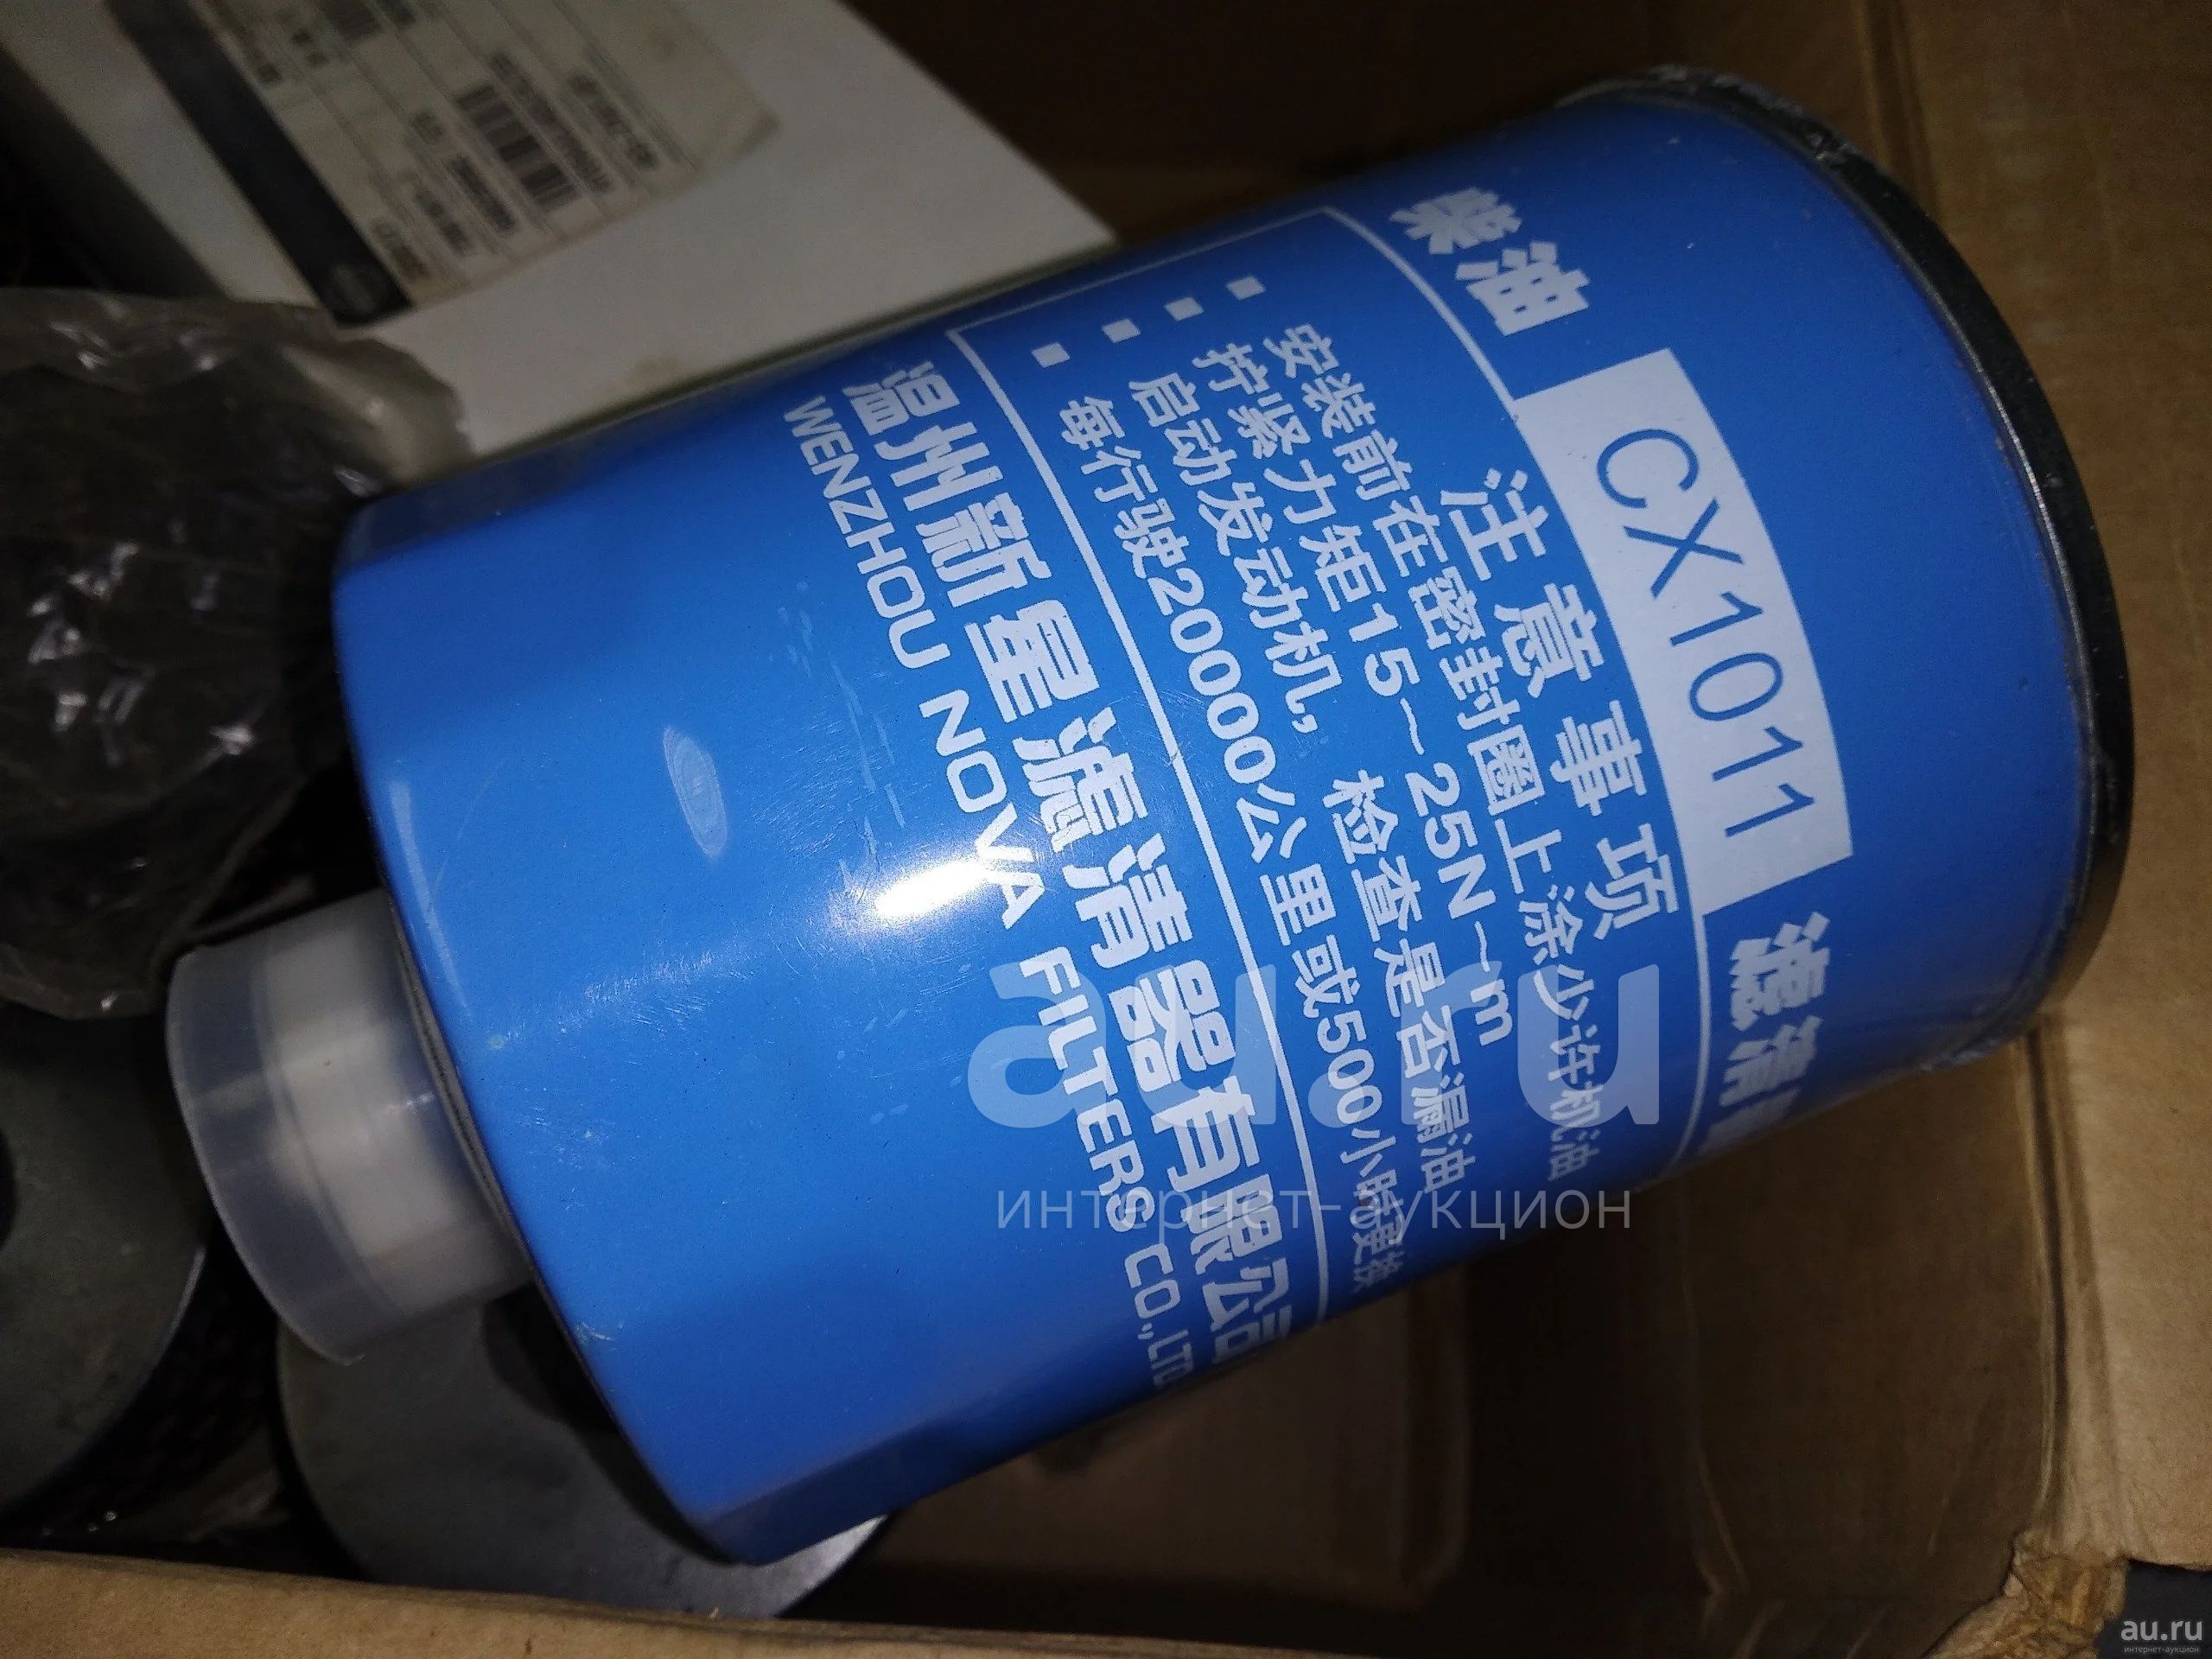 柴油 CX1011 滤清
注意事项
安装前在密封圈上涂少许机油
拧紧力矩15~25N~m
启动发动机,检查是否漏油
每行驶20000公里或500小时更换
温州新星滤清器有限公司
WENZHOU NOVA FILTERS CO.,LTD
au.ru
интернет-аукцион
au.ru
интернет-аукцион